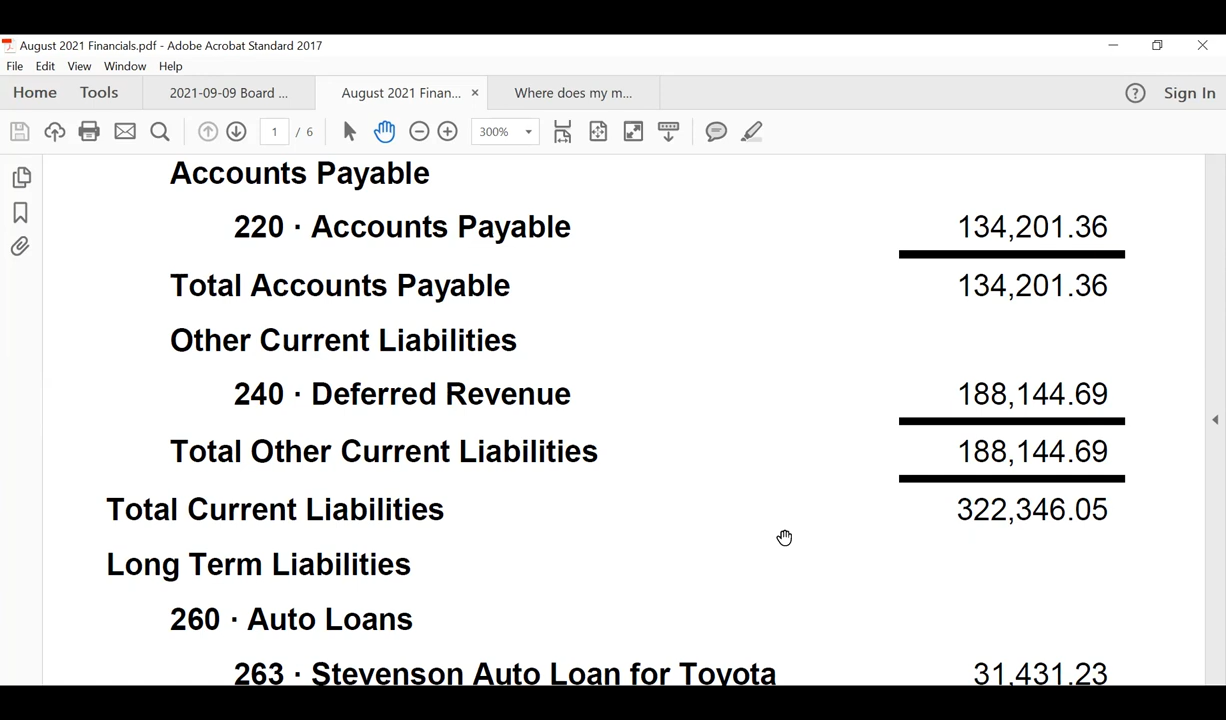 August 2021 Financials.pdf - Adobe Acrobat Standard 2017
File Edit View Window Help
Home Tools 2021-09-09 Board ... August 2021 Finan... × Where does my m... ? Sign In
1 / 6 300%
Accounts Payable
220 · Accounts Payable 134,201.36
Total Accounts Payable 134,201.36
Other Current Liabilities
240 · Deferred Revenue 188,144.69
Total Other Current Liabilities 188,144.69
Total Current Liabilities 322,346.05
Long Term Liabilities
260 · Auto Loans
263 · Stevenson Auto Loan for Toyota 31,431.23